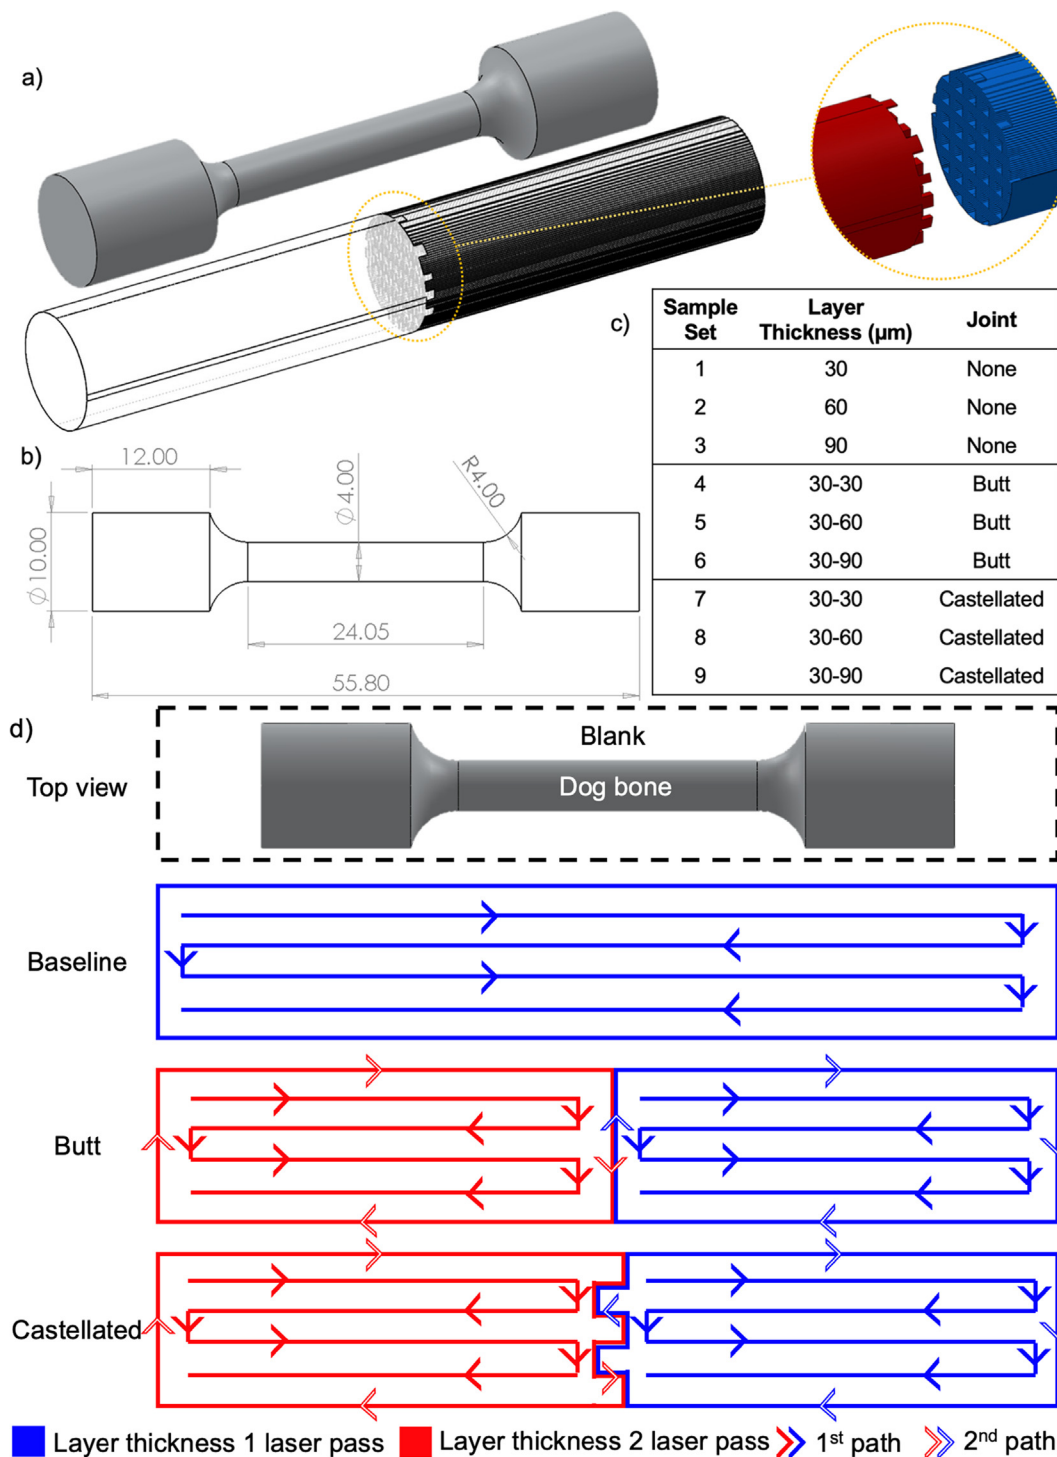 a)
c)
Sample Set Layer Thickness (µm) Joint
1 30 None
2 60 None
3 90 None
4 30-30 Butt
5 30-60 Butt
6 30-90 Butt
7 30-30 Castellated
8 30-60 Castellated
9 30-90 Castellated
b)
12.00
∅4.00
R4.00
∅10.00
24.05
55.80
d)
Top view
Blank
Dog bone
Baseline
Butt
Castellated
Layer thickness 1 laser pass Layer thickness 2 laser pass 1st path 2nd path